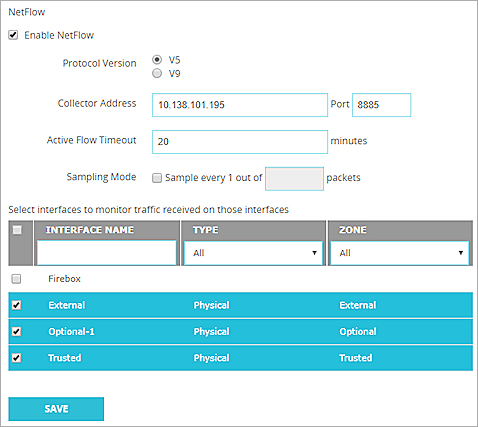 NetFlow
Enable NetFlow
Protocol Version V5
V9
Collector Address 10.138.101.195 Port 8885
Active Flow Timeout 20 minutes
Sampling Mode Sample every 1 out of packets
Select interfaces to monitor traffic received on those interfaces
INTERFACE NAME TYPE ZONE
All All
Firebox
External Physical External
Optional-1 Physical Optional
Trusted Physical Trusted
SAVE